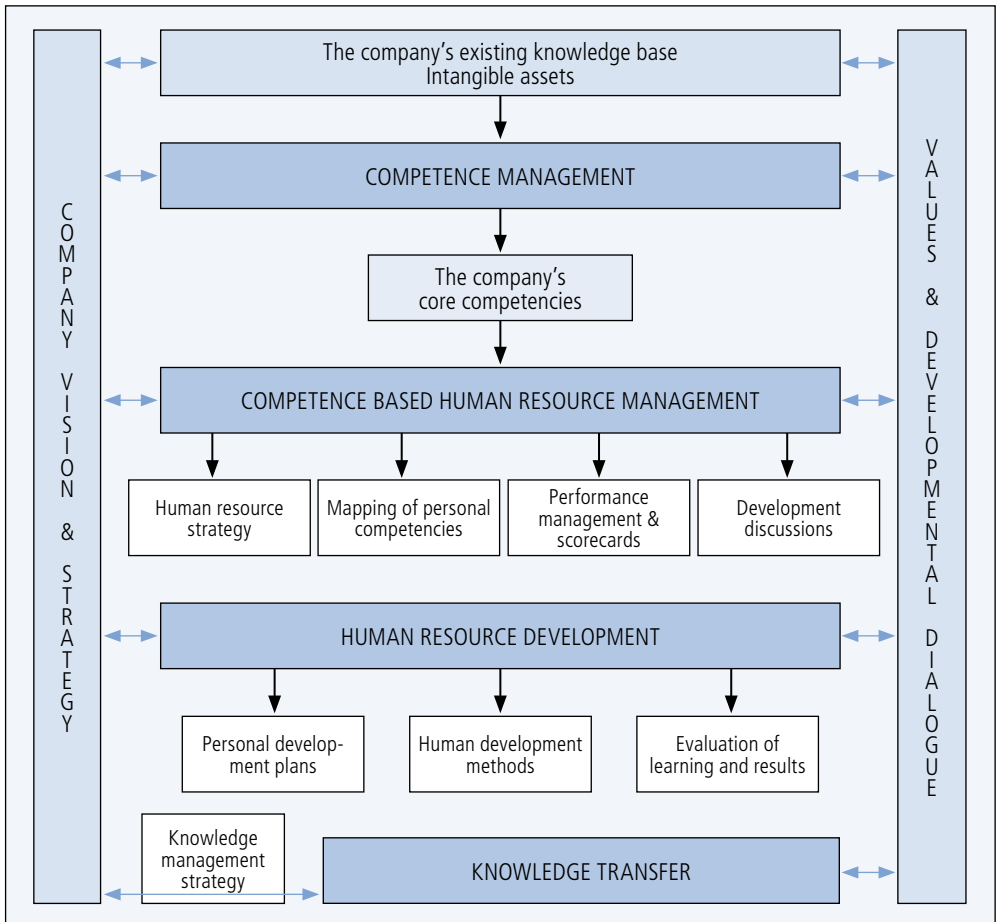 The company’s existing knowledge base
Intangible assets
COMPETENCE MANAGEMENT
The company’s
core competencies
COMPETENCE BASED HUMAN RESOURCE MANAGEMENT
Human resource
strategy
Mapping of personal
competencies
Performance
management &
scorecards
Development
discussions
HUMAN RESOURCE DEVELOPMENT
Personal develop-
ment plans
Human development
methods
Evaluation of
learning and results
Knowledge
management
strategy
KNOWLEDGE TRANSFER
COMPANY VISION & STRATEGY
VALUES & DEVELOPMENTAL DIALOGUE